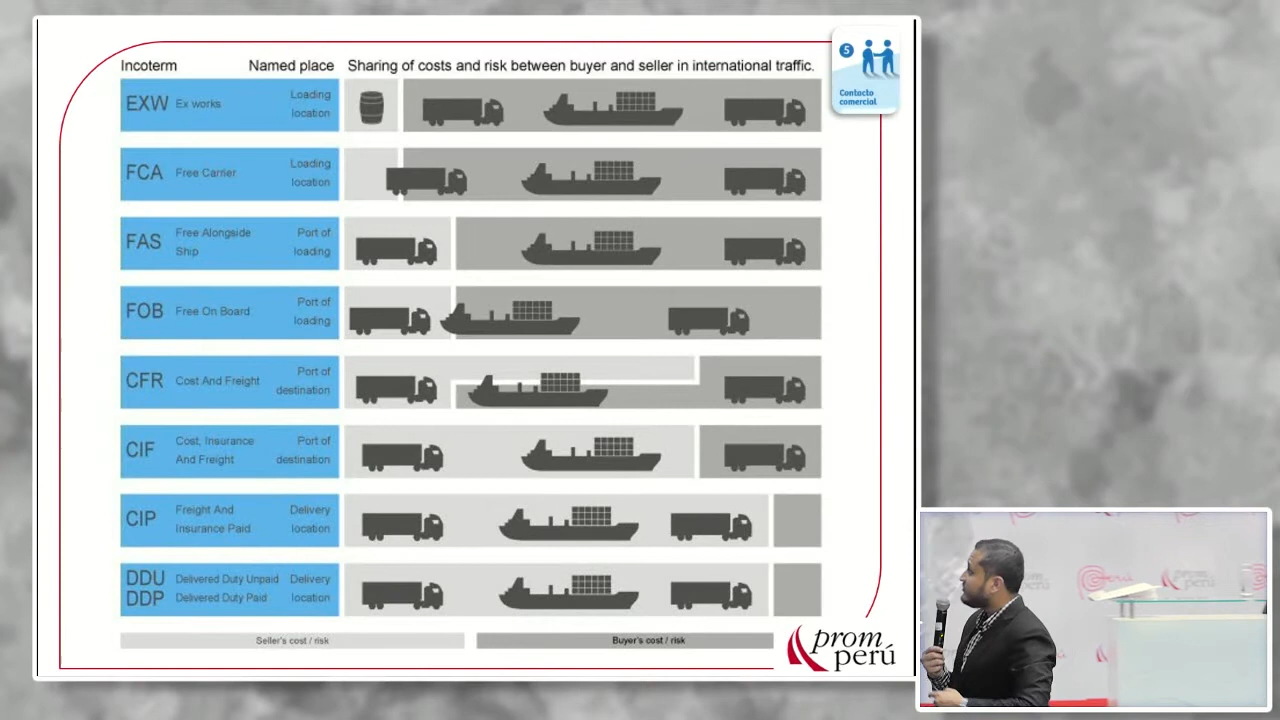 Incoterm Named place Sharing of costs and risk between buyer and seller in international traffic.
5
Contacto
comercial
EXW Ex works Loading
location
FCA Free Carrier Loading
location
FAS Free Alongside Port of
Ship loading
FOB Free On Board Port of
loading
CFR Cost And Freight Port of
destination
CIF Cost, Insurance Port of
And Freight destination
CIP Freight And Delivery
Insurance Paid location
DDU Delivered Duty Unpaid Delivery
DDP Delivered Duty Paid location
Seller's cost / risk Buyer's cost / risk
prom
perú
Perú
prom
perú